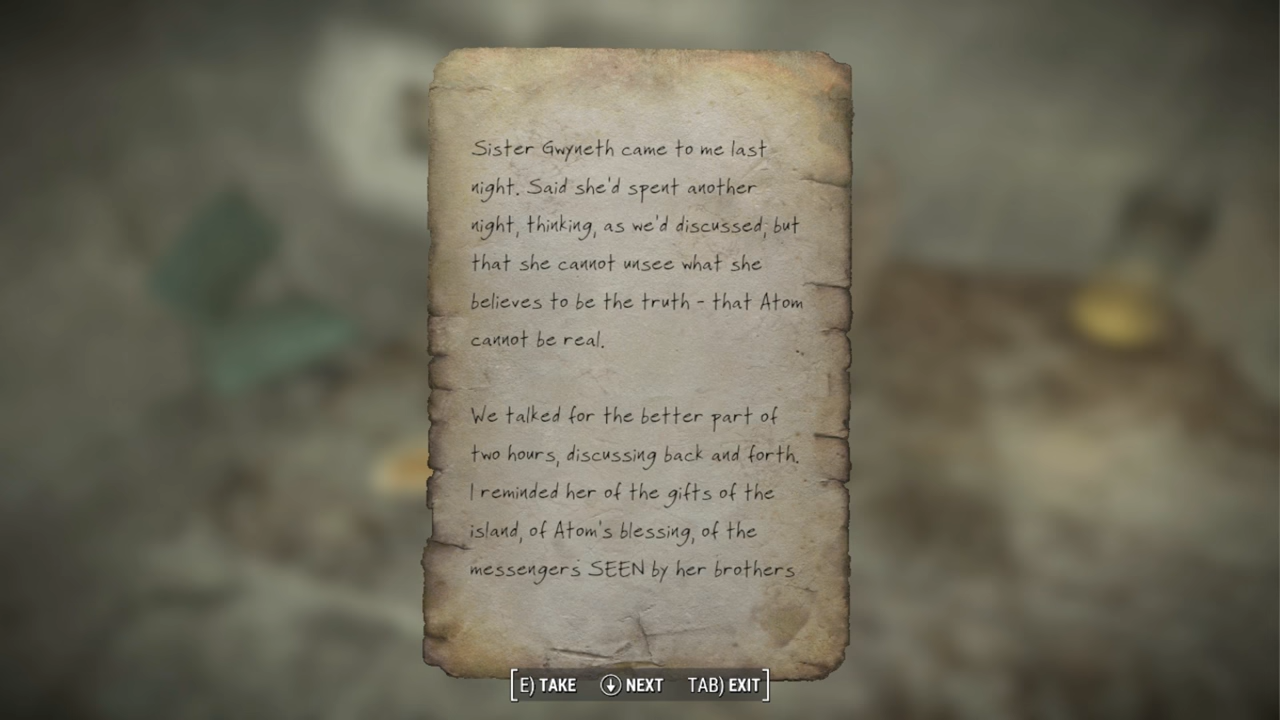 Sister Gwyneth came to me last
night. Said she'd spent another
night, thinking, as we'd discussed, but
that she cannot unsee what she
believes to be the truth - that Atom
cannot be real.
We talked for the better part of
two hours, discussing back and forth.
I reminded her of the gifts of the
island, of Atom's blessing, of the
messengers SEEN by her brothers
E) TAKE NEXT TAB) EXIT